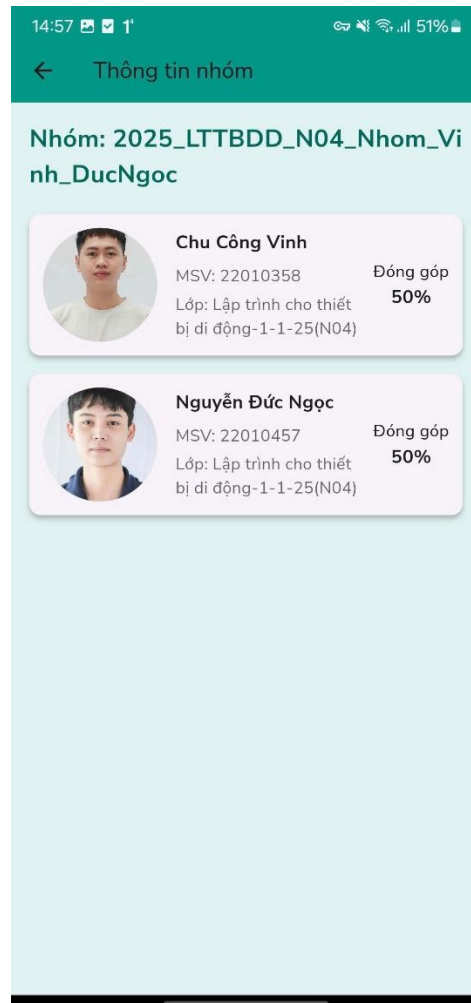 14:57 51%
Thông tin nhóm
Nhóm: 2025_LTTBDD_N04_Nhom_Vi
nh_DucNgoc
Chu Công Vinh
MSV: 22010358
Lớp: Lập trình cho thiết
bị di động-1-1-25(N04)
Đóng góp
50%
Nguyễn Đức Ngọc
MSV: 22010457
Lớp: Lập trình cho thiết
bị di động-1-1-25(N04)
Đóng góp
50%